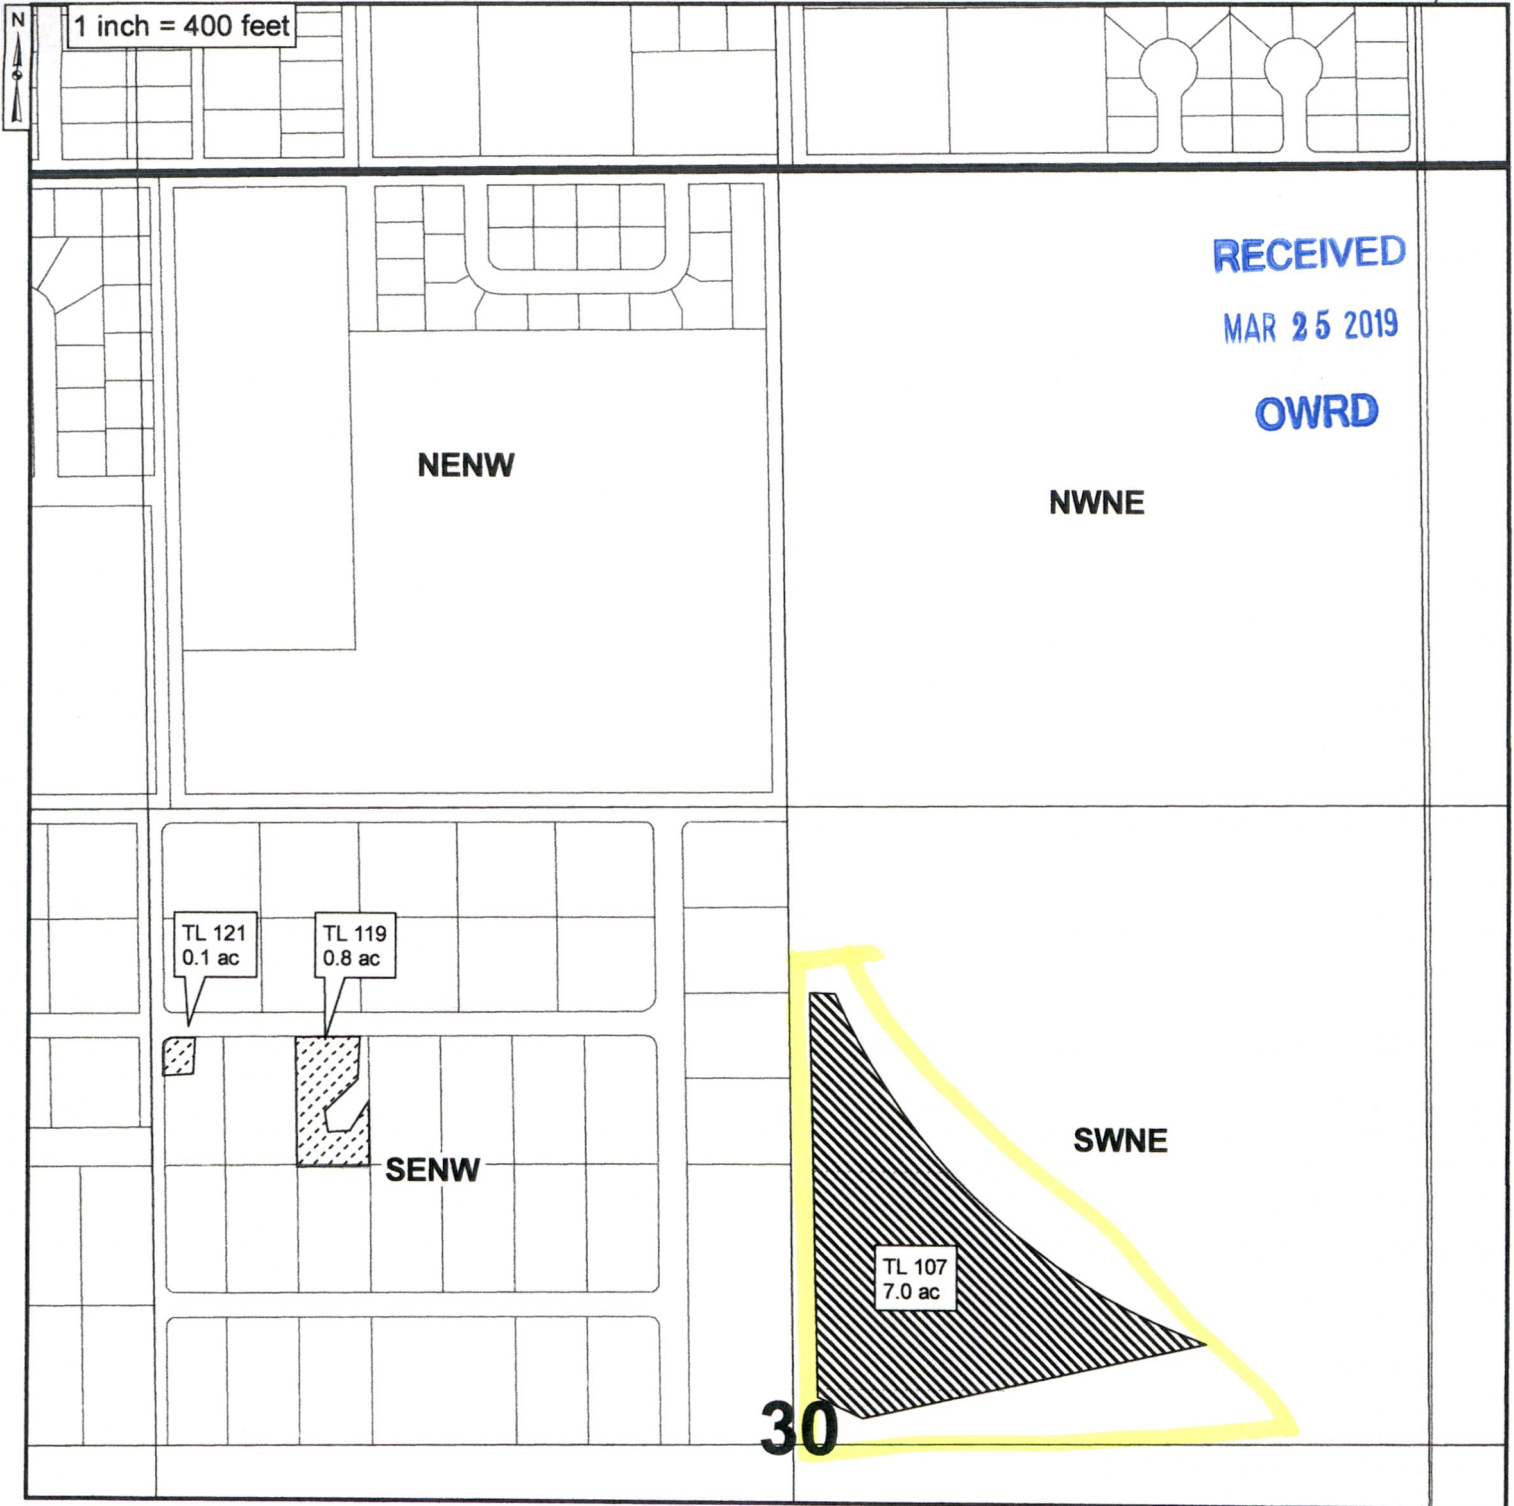 N
1 inch = 400 feet
RECEIVED
MAR 25 2019
OWRD
NENW
NWNE
TL 121
0.1 ac
TL 119
0.8 ac
SENW
SWNE
TL 107
7.0 ac
30